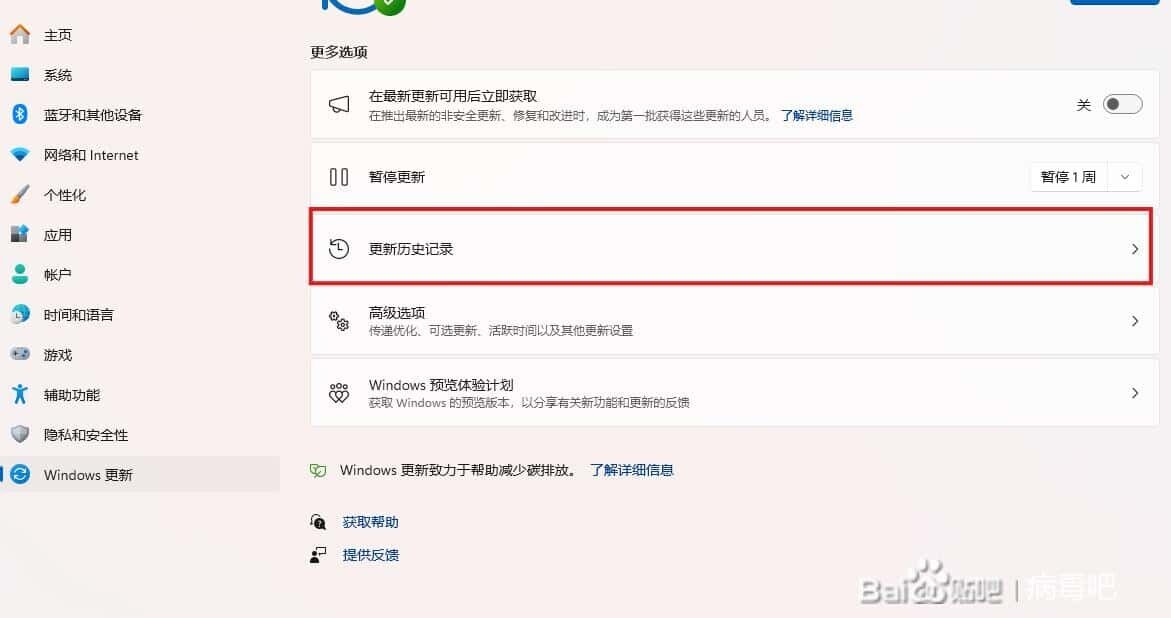 主页
系统
蓝牙和其他设备
网络和 Internet
个性化
应用
帐户
时间和语言
游戏
辅助功能
隐私和安全性
Windows 更新
更多选项
在最新更新可用后立即获取
在推出最新的非安全更新、修复和改进时，成为第一批获得这些更新的人员。 了解详细信息
关
暂停更新
暂停 1 周
更新历史记录
高级选项
传递优化、可选更新、活跃时间以及其他更新设置
Windows 预览体验计划
获取 Windows 的预览版本，以分享有关新功能和更新的反馈
Windows 更新致力于帮助减少碳排放。 了解详细信息
获取帮助
提供反馈
Bai du 贴吧 | 病毒吧